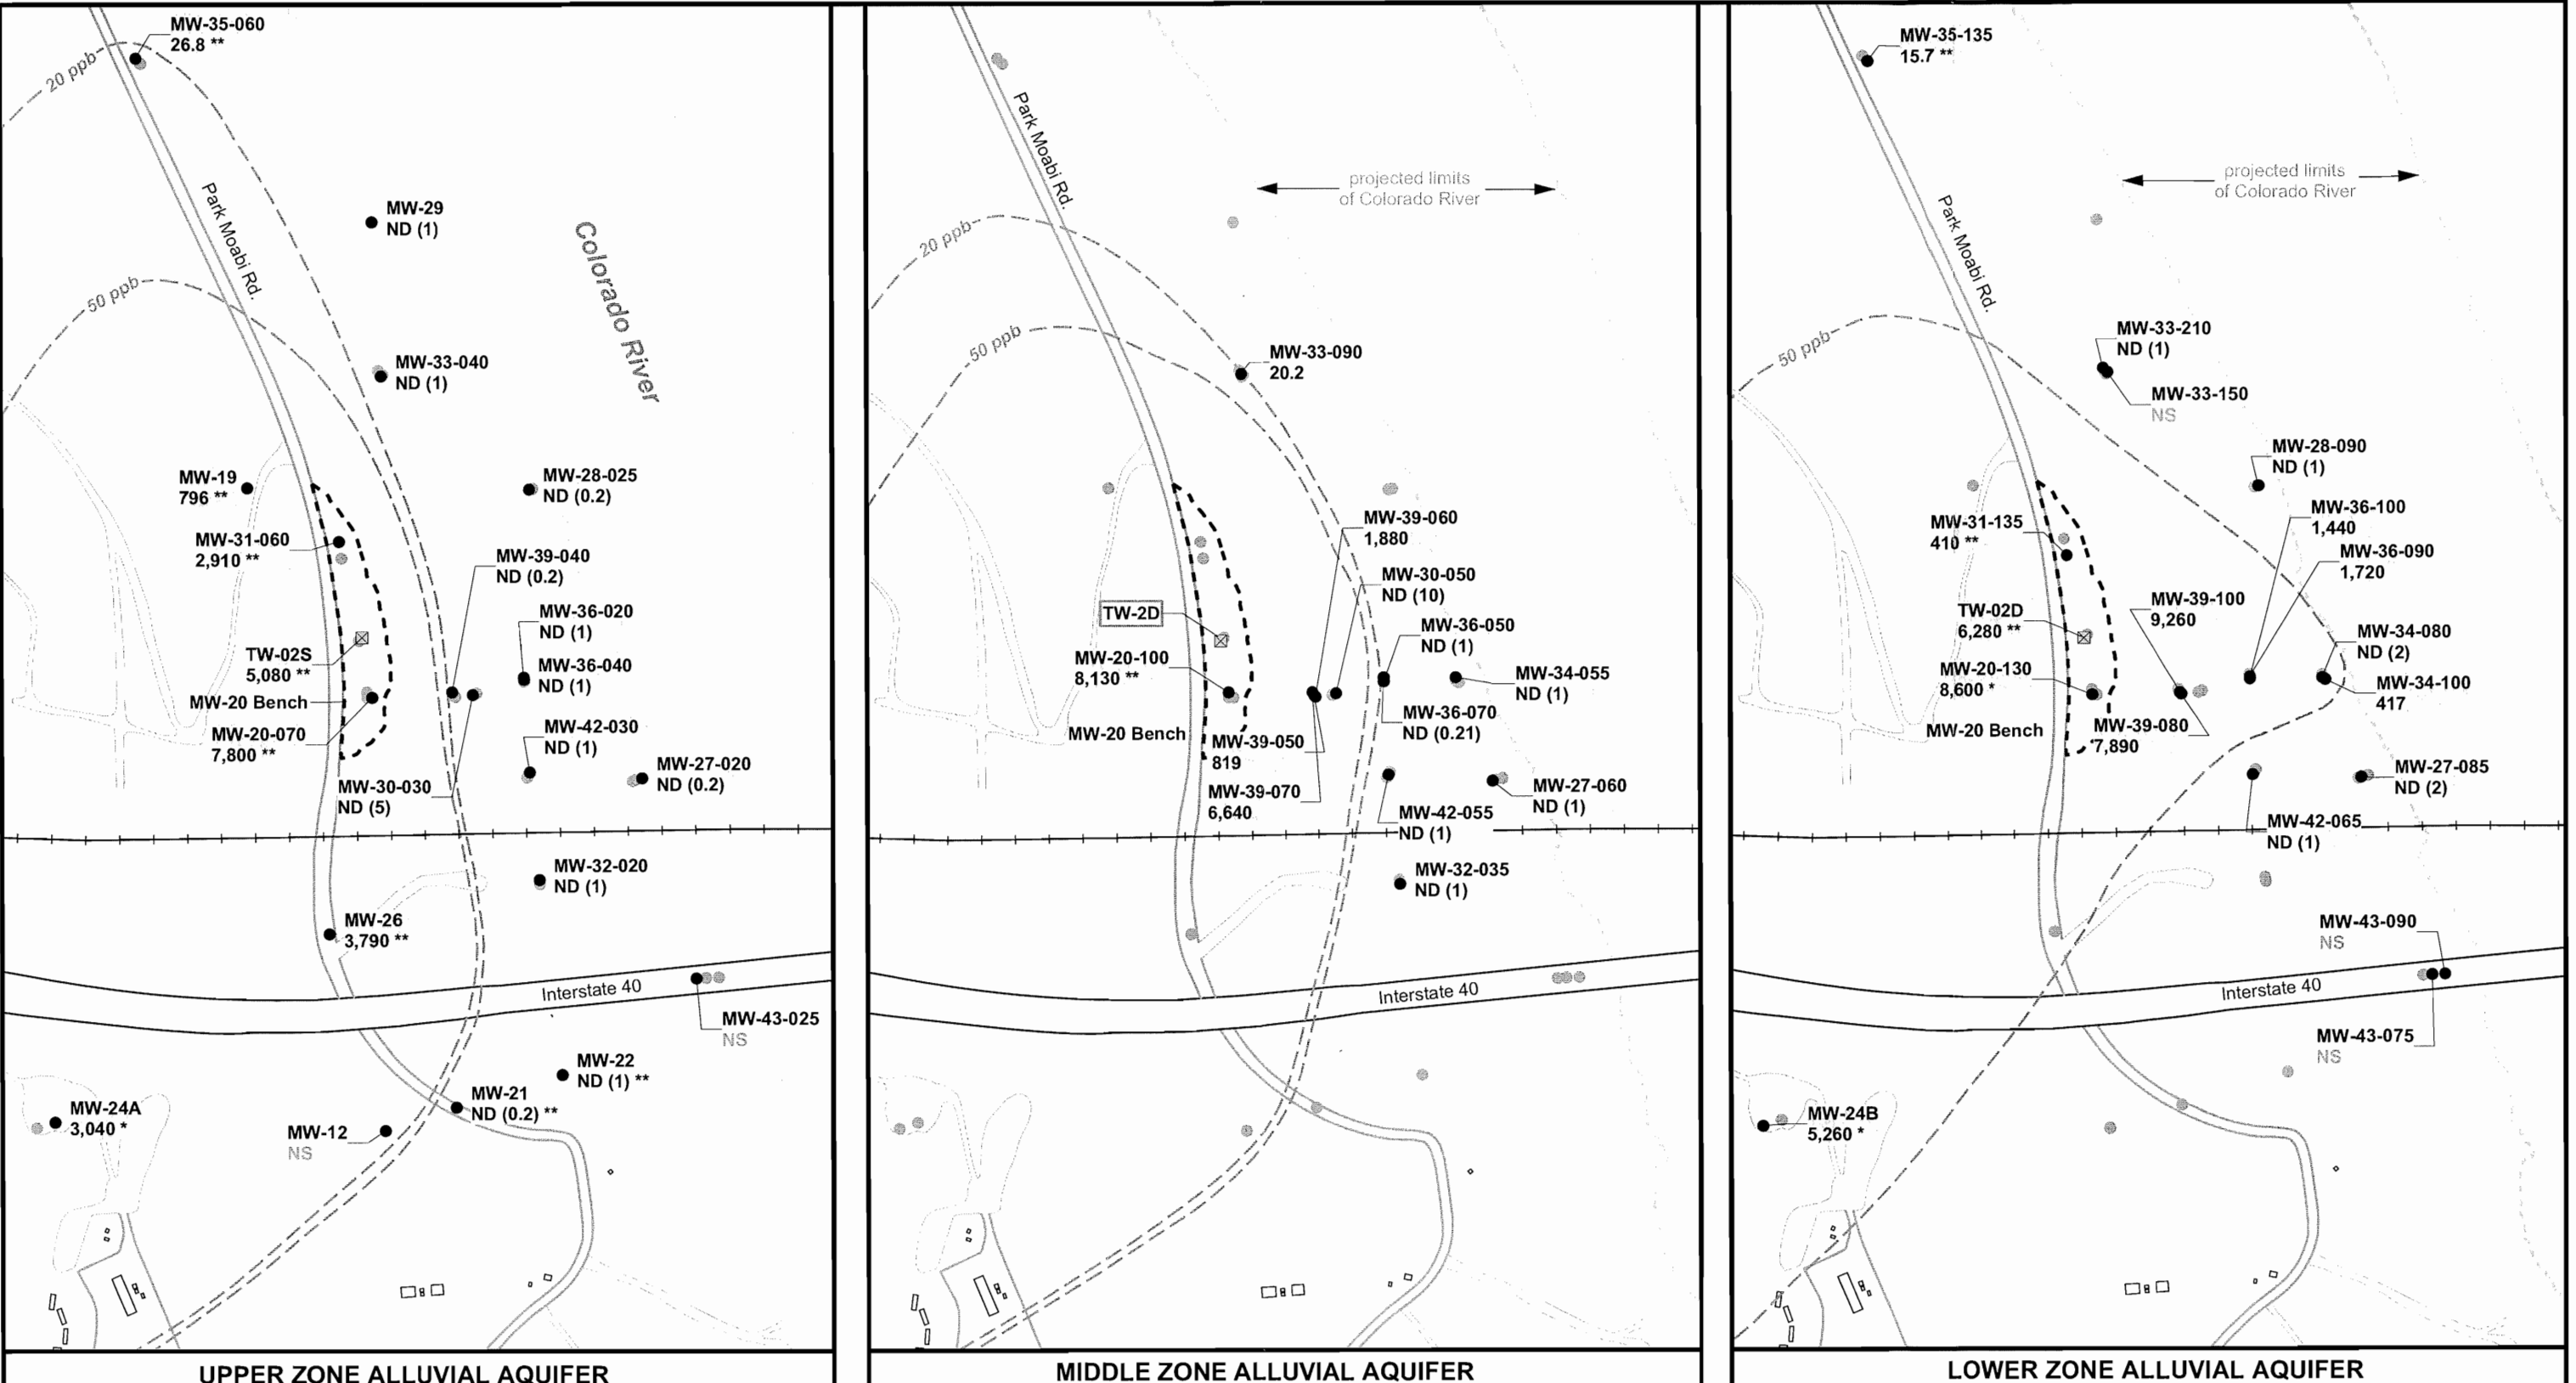 MW-35-060
26.8 **
20 ppb
Park Moabi Rd.
MW-29
ND (1)
Colorado River
50 ppb
MW-33-040
ND (1)
MW-19
796 **
MW-28-025
ND (0.2)
MW-31-060
2,910 **
MW-39-040
ND (0.2)
MW-36-020
ND (1)
TW-02S
5,080 **
MW-36-040
ND (1)
MW-20 Bench
MW-20-070
7,800 **
MW-42-030
ND (1)
MW-27-020
ND (0.2)
MW-30-030
ND (5)
MW-32-020
ND (1)
MW-26
3,790 **
Interstate 40
MW-43-025
NS
MW-22
ND (1) **
MW-21
ND (0.2) **
MW-24A
3,040 *
MW-12
NS
UPPER ZONE ALLUVIAL AQUIFER
Park Moabi Rd.
projected limits
of Colorado River
20 ppb
50 ppb
MW-33-090
20.2
MW-39-060
1,880
MW-30-050
ND (10)
TW-2D
MW-36-050
ND (1)
MW-20-100
8,130 **
MW-34-055
ND (1)
MW-36-070
ND (0.21)
MW-20 Bench
MW-39-050
819
MW-39-070
6,640
MW-27-060
ND (1)
MW-42-055
ND (1)
MW-32-035
ND (1)
Interstate 40
MIDDLE ZONE ALLUVIAL AQUIFER
MW-35-135
15.7 **
projected limits
of Colorado River
Park Moabi Rd.
50 ppb
MW-33-210
ND (1)
MW-33-150
NS
MW-28-090
ND (1)
MW-36-100
1,440
MW-31-135
410 **
MW-36-090
1,720
MW-39-100
9,260
TW-02D
6,280 **
MW-34-080
ND (2)
MW-20-130
8,600 *
MW-34-100
417
MW-20 Bench
MW-39-080
7,890
MW-27-085
ND (2)
MW-42-065
ND (1)
MW-43-090
NS
Interstate 40
MW-43-075
NS
MW-24B
5,260 *
LOWER ZONE ALLUVIAL AQUIFER